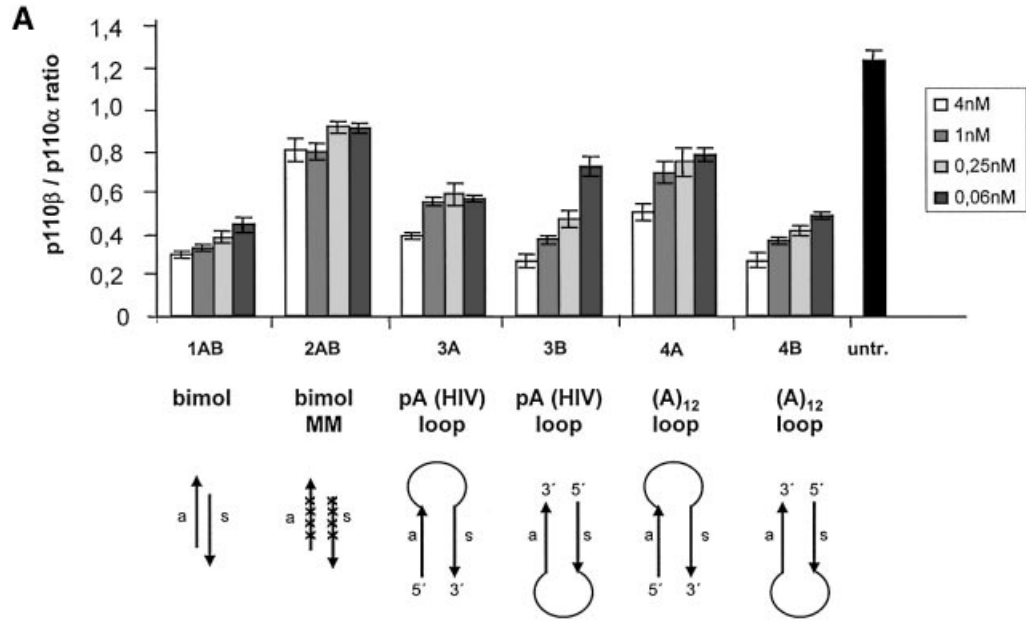 A
p110β / p110α ratio
1,4
1,2
1,0
0,8
0,6
0,4
0,2
0
4nM
1nM
0,25nM
0,06nM
1AB 2AB 3A 3B 4A 4B untr.
bimol bimol MM pA (HIV) loop pA (HIV) loop (A)₁₂ loop (A)₁₂ loop
3´ 5´ 3´ 5´
a s a s a s a s a s a s
5´ 3´ 5´ 3´